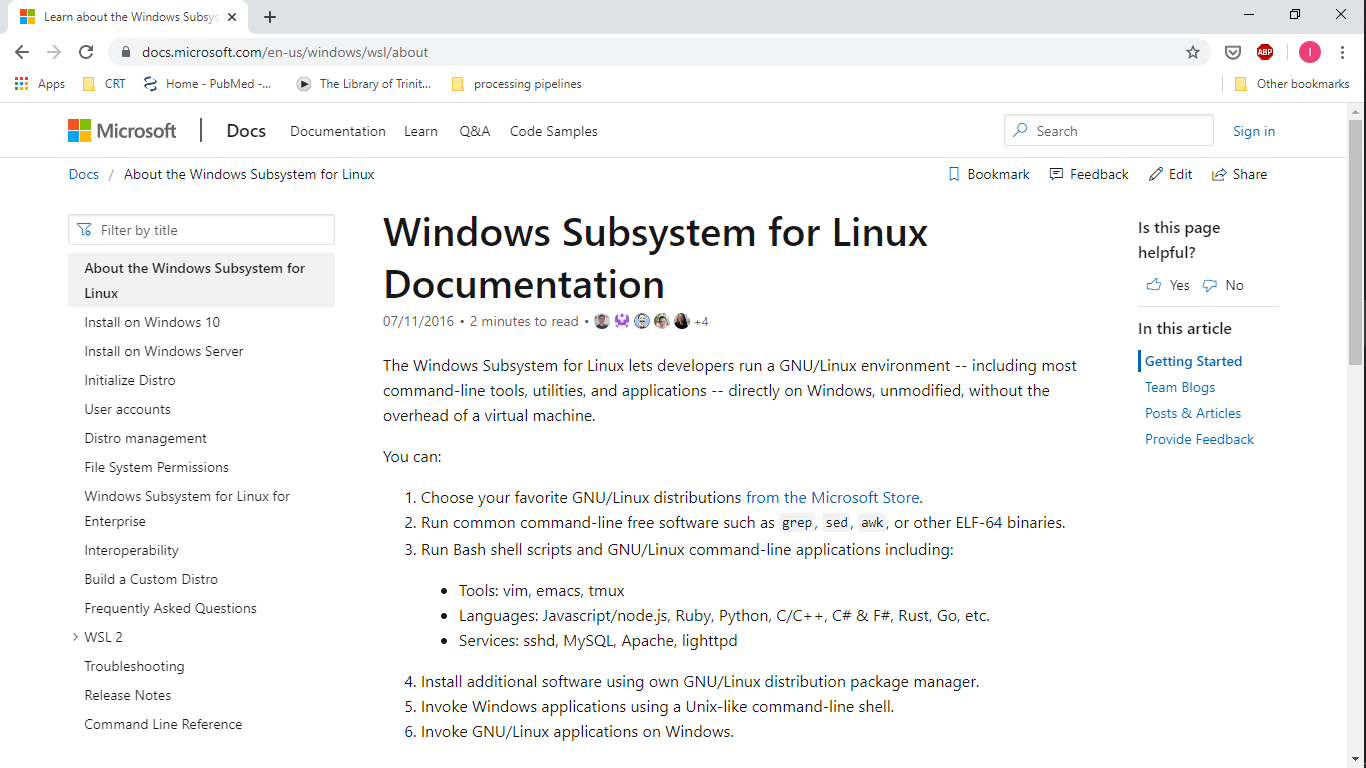 Learn about the Windows Subsys
docs.microsoft.com/en-us/windows/wsl/about
ABP
I
Apps
CRT
Home - PubMed -...
The Library of Trinit...
processing pipelines
Other bookmarks
Microsoft
Docs
Documentation
Learn
Q&A
Code Samples
Search
Sign in
Docs / About the Windows Subsystem for Linux
Bookmark
Feedback
Edit
Share
Filter by title
About the Windows Subsystem for
Linux
Install on Windows 10
Install on Windows Server
Initialize Distro
User accounts
Distro management
File System Permissions
Windows Subsystem for Linux for
Enterprise
Interoperability
Build a Custom Distro
Frequently Asked Questions
WSL 2
Troubleshooting
Release Notes
Command Line Reference
Windows Subsystem for Linux
Documentation
07/11/2016 • 2 minutes to read • +4
The Windows Subsystem for Linux lets developers run a GNU/Linux environment -- including most
command-line tools, utilities, and applications -- directly on Windows, unmodified, without the
overhead of a virtual machine.
You can:
1. Choose your favorite GNU/Linux distributions from the Microsoft Store.
2. Run common command-line free software such as grep, sed, awk, or other ELF-64 binaries.
3. Run Bash shell scripts and GNU/Linux command-line applications including:
• Tools: vim, emacs, tmux
• Languages: Javascript/node.js, Ruby, Python, C/C++, C# & F#, Rust, Go, etc.
• Services: sshd, MySQL, Apache, lighttpd
4. Install additional software using own GNU/Linux distribution package manager.
5. Invoke Windows applications using a Unix-like command-line shell.
6. Invoke GNU/Linux applications on Windows.
Is this page
helpful?
Yes
No
In this article
Getting Started
Team Blogs
Posts & Articles
Provide Feedback